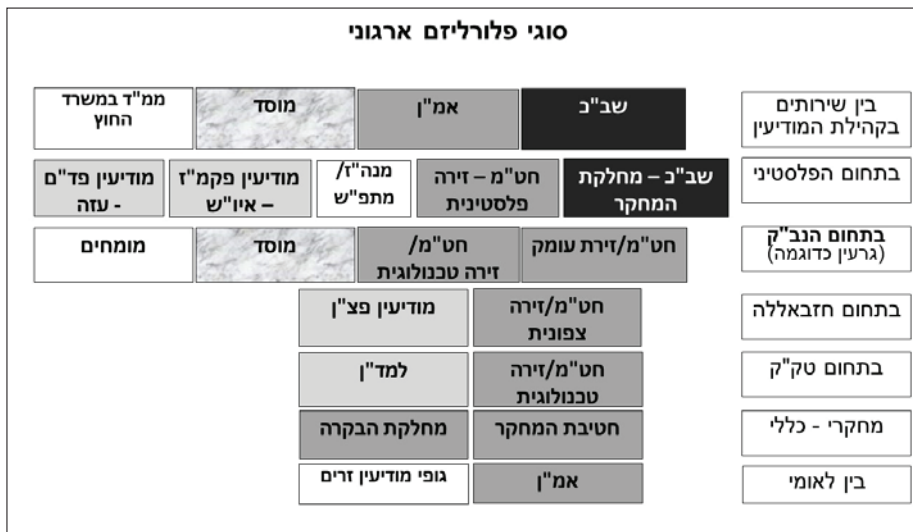 סוגי פלורליזם ארגוני
בין שירותים
בקהילת המודיעין
שב"כ
אמ"ן
מוסד
ממ"ד במשרד
החוץ
בתחום הפלסטיני
שב"כ – מחלקת
המחקר
חט"מ – זירה
פלסטינית
מנה"ז/
מתפ"ש
מודיעין פקמ"ז
– איו"ש
מודיעין פד"ם
- עזה
בתחום הנב"ק
(גרעין כדוגמה)
חט"מ/זירת עומק
חט"מ/
זירה טכנולוגית
מוסד
מומחים
בתחום חזבאללה
חט"מ/זירה
צפונית
מודיעין פצ"ן
בתחום טק"ק
חט"מ/זירה
טכנולוגית
למד"ן
מחקרי - כללי
חטיבת המחקר
מחלקת הבקרה
בין לאומי
אמ"ן
גופי מודיעין זרים